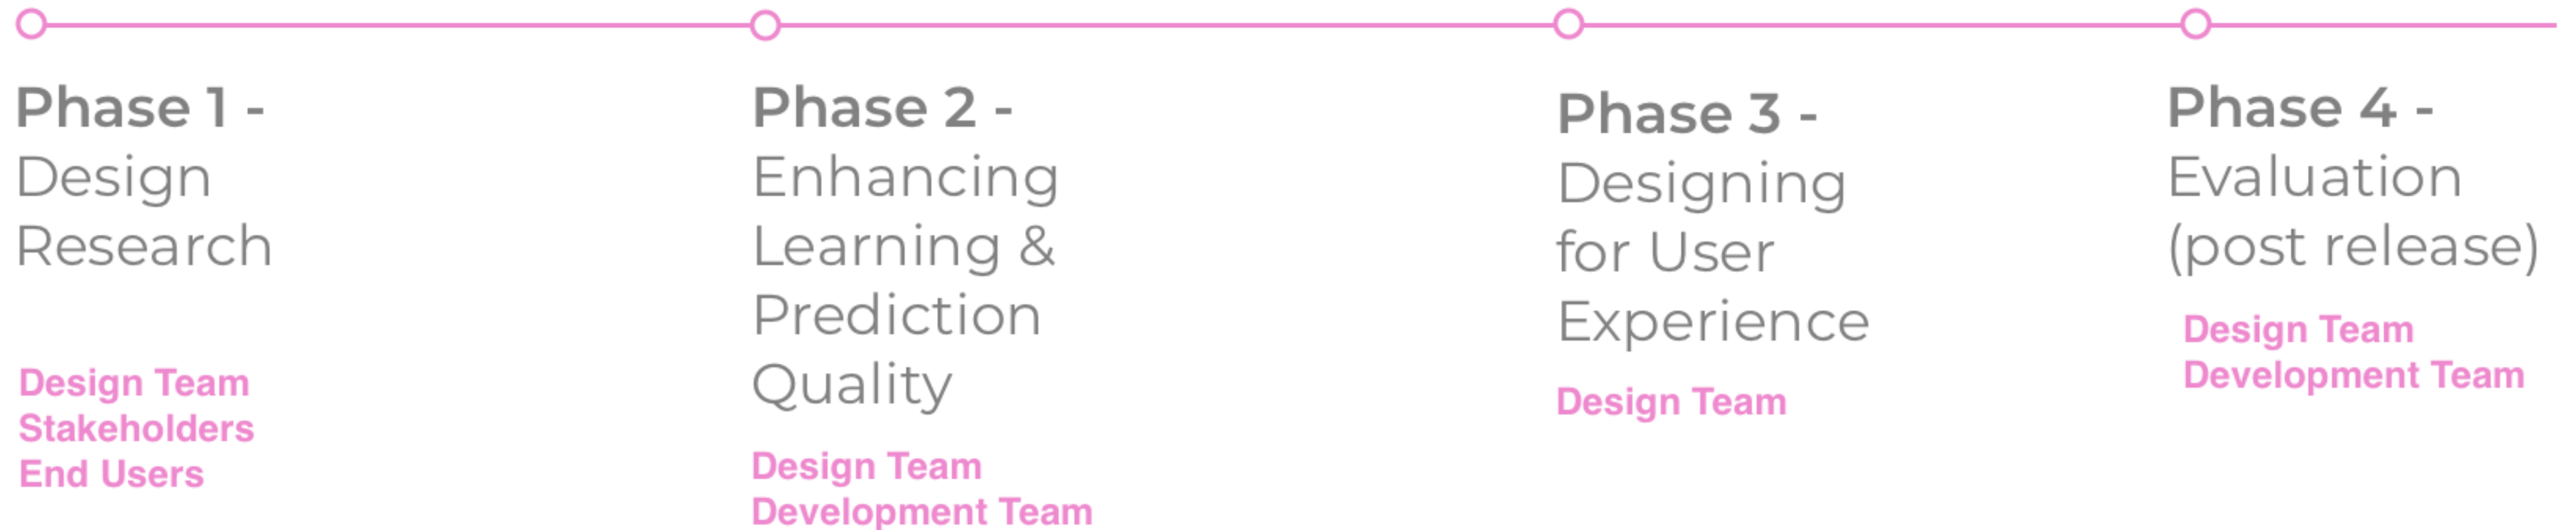 Phase 1 -
Design
Research
Design Team
Stakeholders
End Users
Phase 2 -
Enhancing
Learning &
Prediction
Quality
Design Team
Development Team
Phase 3 -
Designing
for User
Experience
Design Team
Phase 4 -
Evaluation
(post release)
Design Team
Development Team